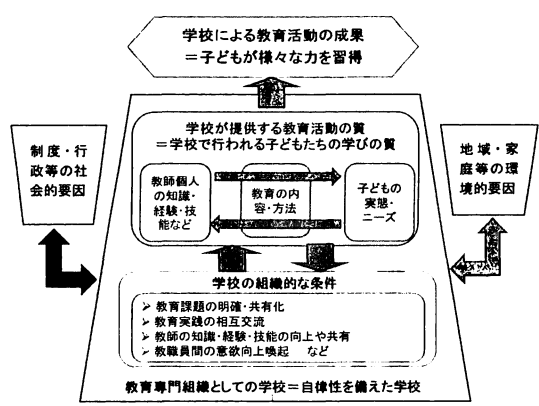 学校による教育活動の成果
＝子どもが様々な力を習得
学校が提供する教育活動の質
＝学校で行われる子どもたちの学びの質
制度・行
政等の社
会的要因
地域・家
庭等の環
境的要因
教師個人
の知識・
経験・技
能など
教育の内
容・方法
子どもの
実態・
ニーズ
学校の組織的な条件
➢ 教育課題の明確・共有化
➢ 教育実践の相互交流
➢ 教師の知識・経験・技能の向上や共有
➢ 教職員間の意欲向上喚起　など
教育専門組織としての学校＝自律性を備えた学校